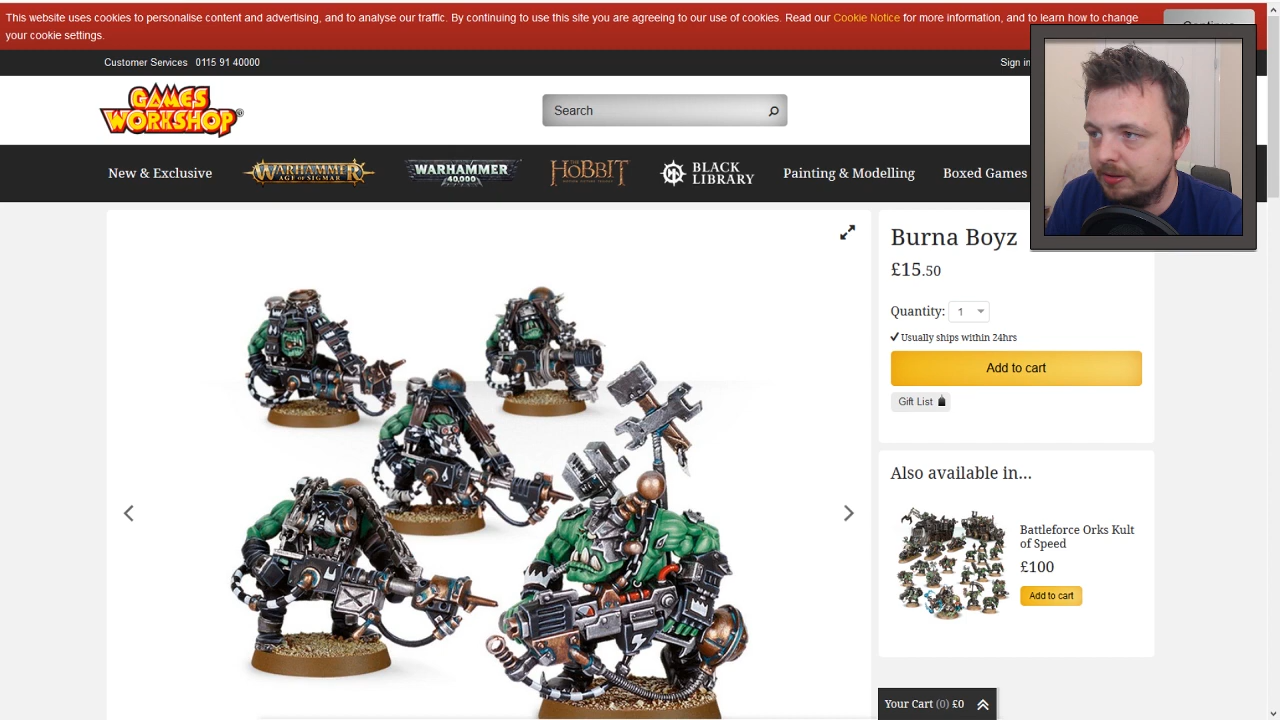 This website uses cookies to personalise content and advertising, and to analyse our traffic. By continuing to use this site you are agreeing to our use of cookies. Read our Cookie Notice for more information, and to learn how to change
your cookie settings.
Customer Services 0115 91 40000
Sign in
GAMES
WORKSHOP®
Search
New & Exclusive
WARHAMMER
AGE OF SIGMAR
WARHAMMER
40,000
THE
HOBBIT
BLACK
LIBRARY
Painting & Modelling
Boxed Games
Burna Boyz
£15.50
Quantity: 1
Usually ships within 24hrs
Add to cart
Gift List
Also available in...
Battleforce Orks Kult
of Speed
£100
Add to cart
Your Cart (0) £0